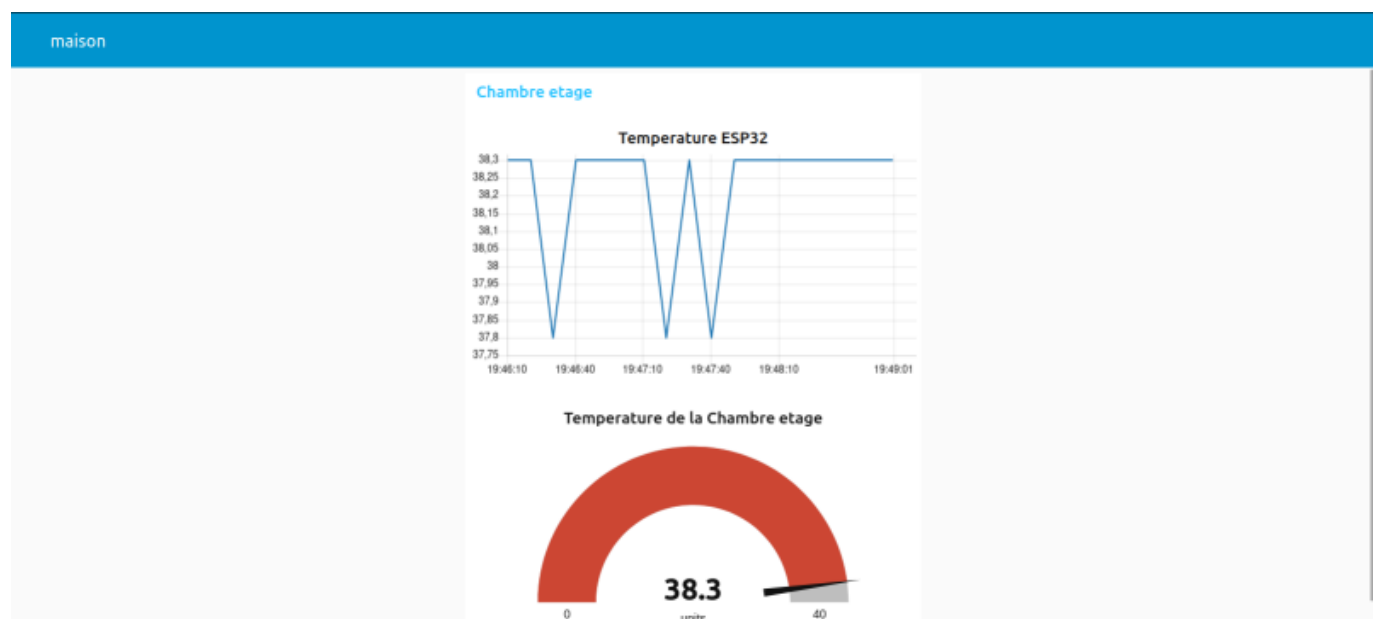 maison
Chambre etage
Temperature ESP32
38,3
38,25
38,2
38,15
38,1
38,05
38
37,95
37,9
37,85
37,8
37,75
19:46:10 19:46:40 19:47:10 19:47:40 19:48:10 19:49:01
Temperature de la Chambre etage
38.3
0 units 40